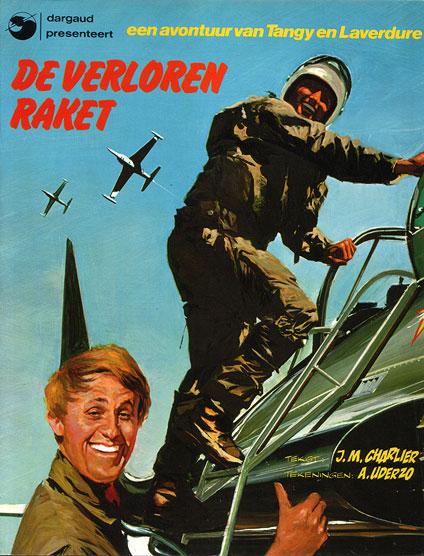 dargaud
presenteert
een avontuur van Tangy en Laverdure
DE VERLOREN
RAKET
TEKST: J.M. CHARLIER
TEKENINGEN: A. UDERZO